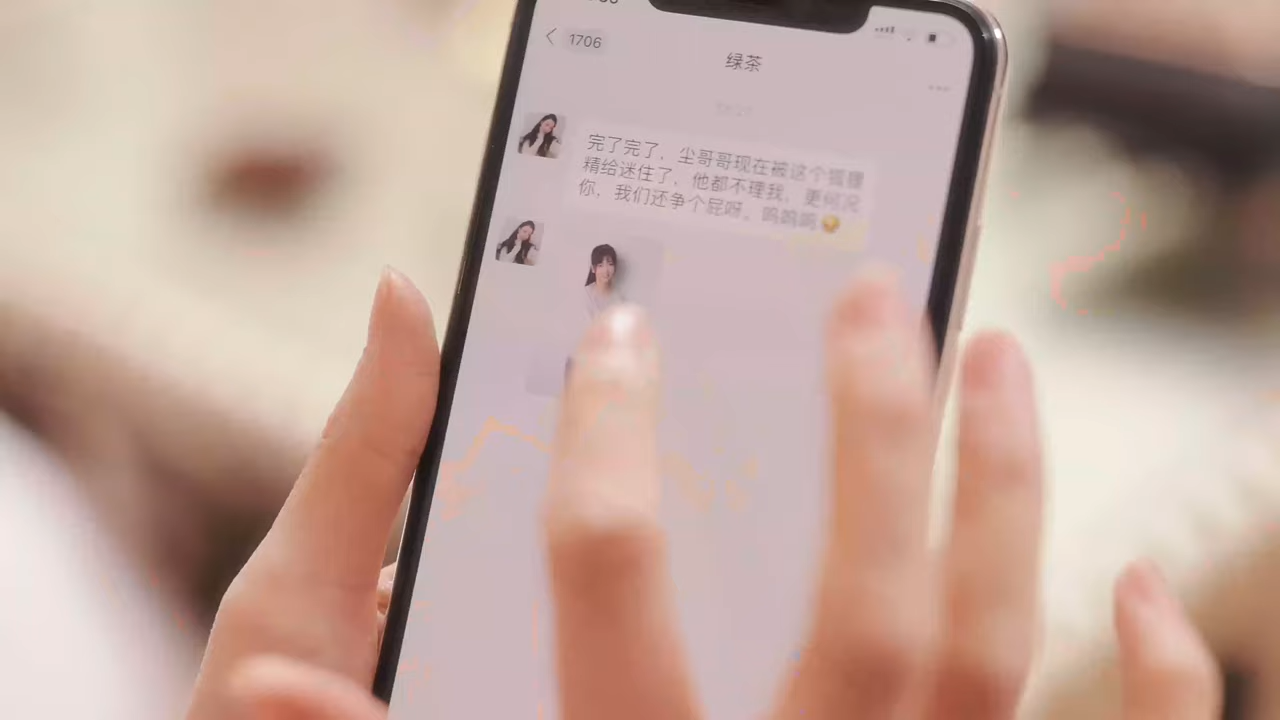 1706
绿茶
完了完了，尘哥哥现在被这个狐狸
精给迷住了，他都不理我，更何况
你，我们还争个屁呀。呜呜呜😢